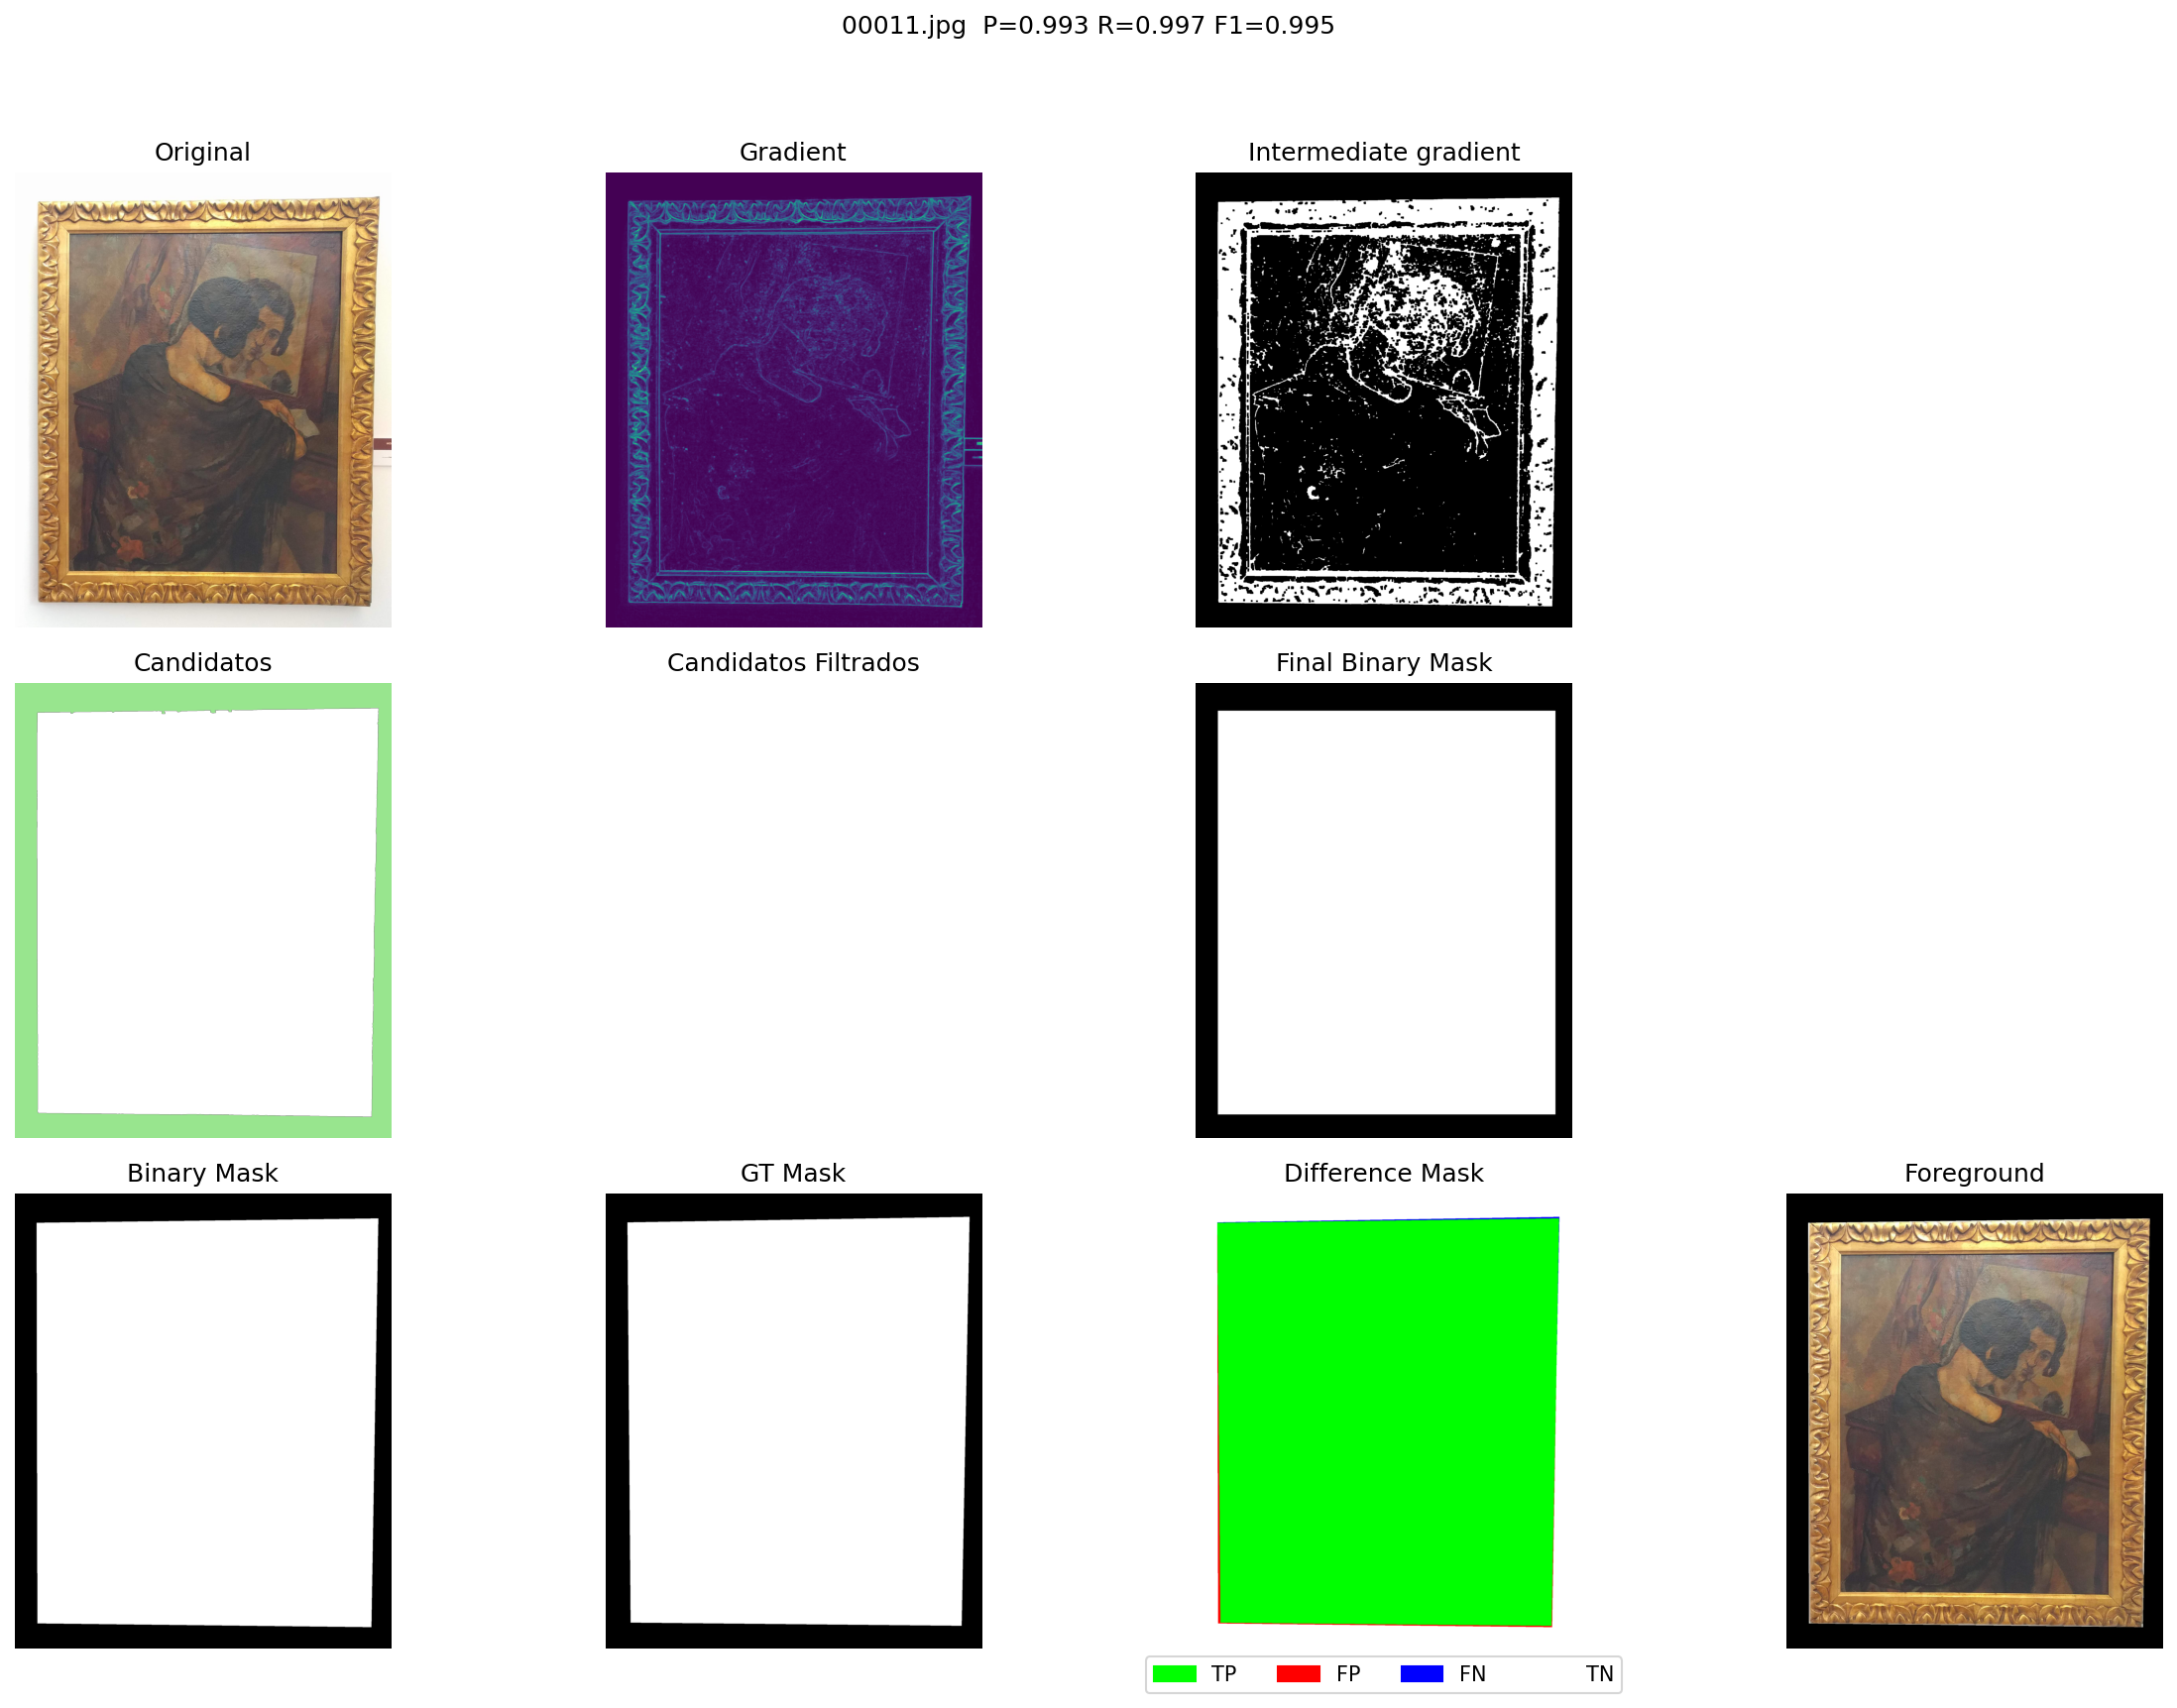 00011.jpg  P=0.993 R=0.997 F1=0.995
Original
Gradient
Intermediate gradient
Candidatos
Candidatos Filtrados
Final Binary Mask
Binary Mask
GT Mask
Difference Mask
Foreground
TP FP FN TN